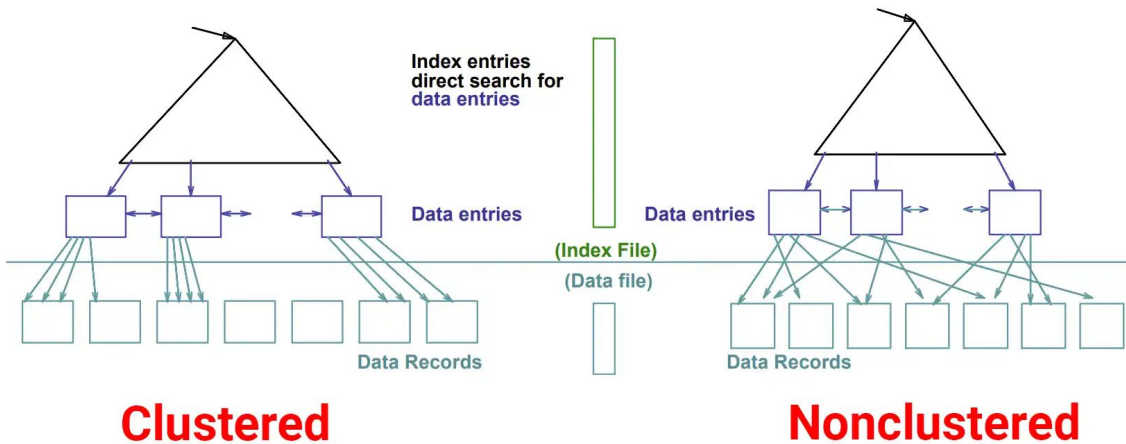 Index entries
direct search for
data entries
Data entries
Data entries
(Index File)
(Data file)
Data Records
Data Records
Clustered
Nonclustered